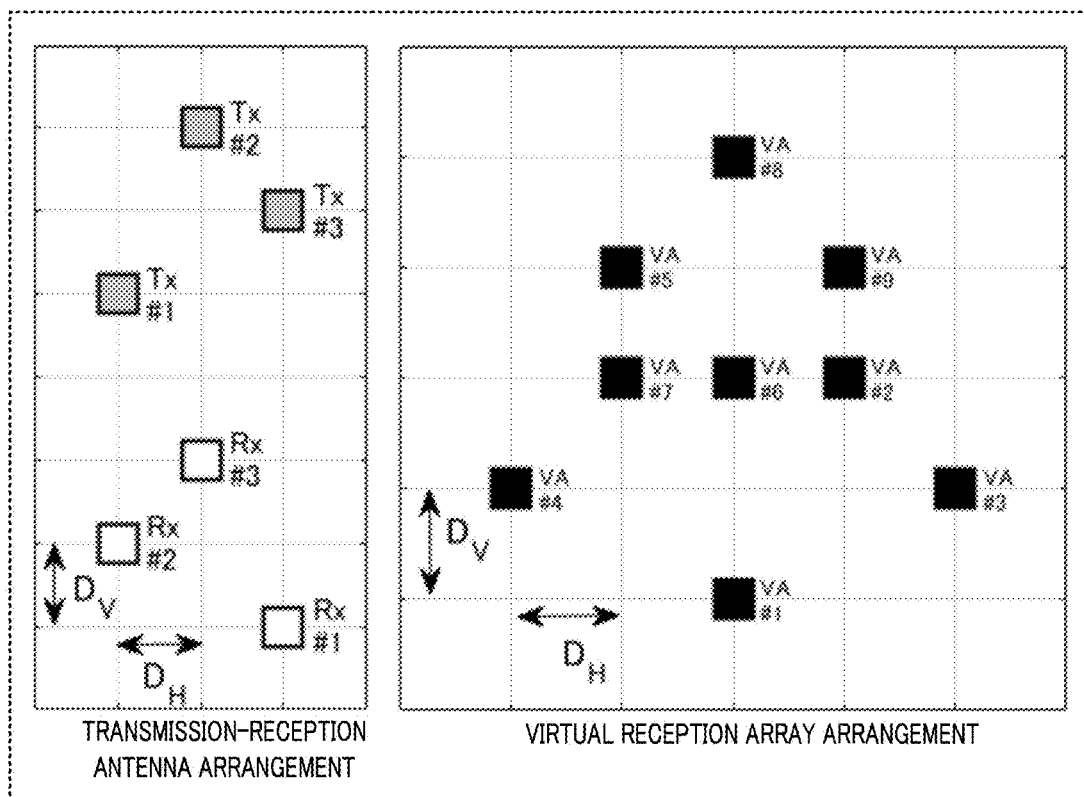 Tx
#2
Tx
#3
Tx
#1
Rx
#3
Rx
#2
D V
Rx
#1
D H
TRANSMISSION-RECEPTION
ANTENNA ARRANGEMENT
VA
#8
VA
#5
VA
#9
VA
#7
VA
#6
VA
#2
VA
#4
VA
#3
D V
VA
#1
D H
VIRTUAL RECEPTION ARRAY ARRANGEMENT